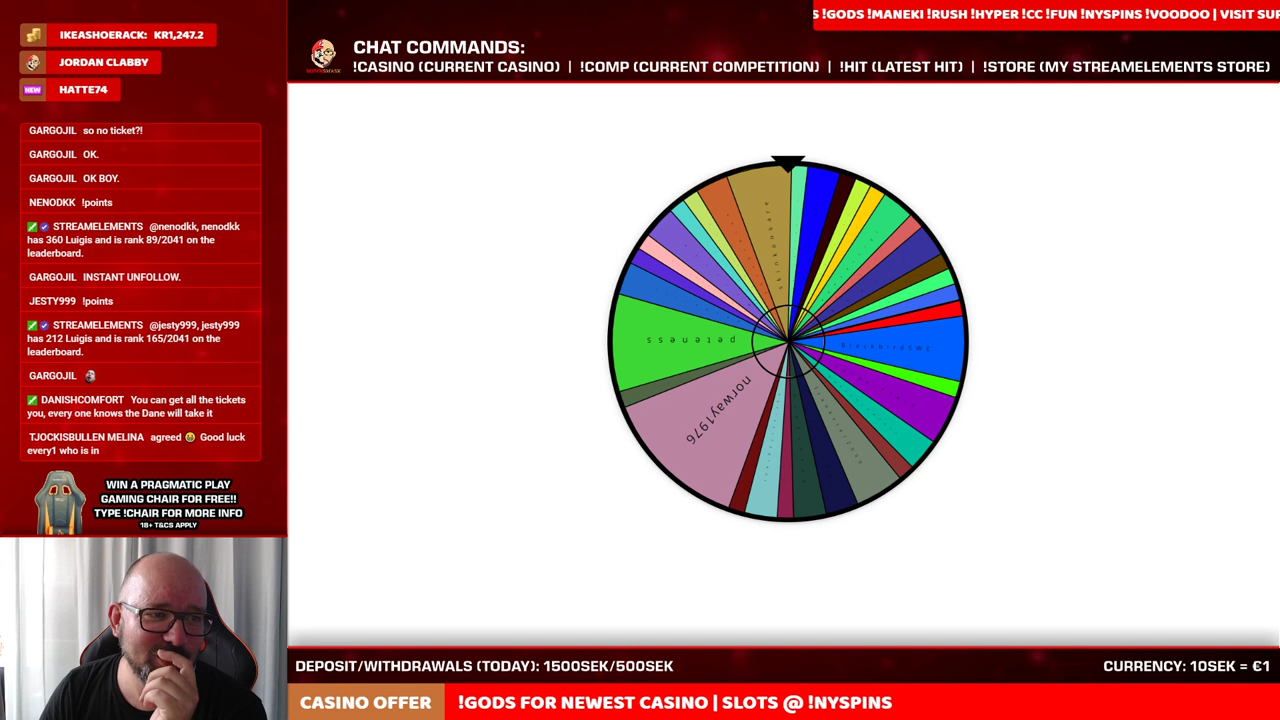 IKEASHOERACK: KR1,247.2
JORDAN CLABBY
NEW HATTE74
!GODS !MANEKI !RUSH !HYPER !CC !FUN !NYSPINS !VOODOO | VISIT
CHAT COMMANDS:
!CASINO (CURRENT CASINO) | !COMP (CURRENT COMPETITION) | !HIT (LATEST HIT) | !STORE (MY STREAMELEMENTS STORE)
GARGOJIL so no ticket?!
GARGOJIL OK.
GARGOJIL OK BOY.
NENODKK !points
STREAMELEMENTS @nenodkk, nenodkk
has 360 Luigis and is rank 89/2041 on the
leaderboard.
GARGOJIL INSTANT UNFOLLOW.
JESTY999 !points
STREAMELEMENTS @jesty999, jesty999
has 212 Luigis and is rank 165/2041 on the
leaderboard.
GARGOJIL
DANISHCOMFORT You can get all the tickets
you, every one knows the Dane will take it
TJOCKISBULLEN MELINA agreed Good luck
every1 who is in
peteness
norway1976
WIN A PRAGMATIC PLAY
GAMING CHAIR FOR FREE!!
TYPE !CHAIR FOR MORE INFO
18+ T&CS APPLY
DEPOSIT/WITHDRAWALS (TODAY): 1500SEK/500SEK
CURRENCY: 10SEK = €1
CASINO OFFER
!GODS FOR NEWEST CASINO | SLOTS @ !NYSPINS